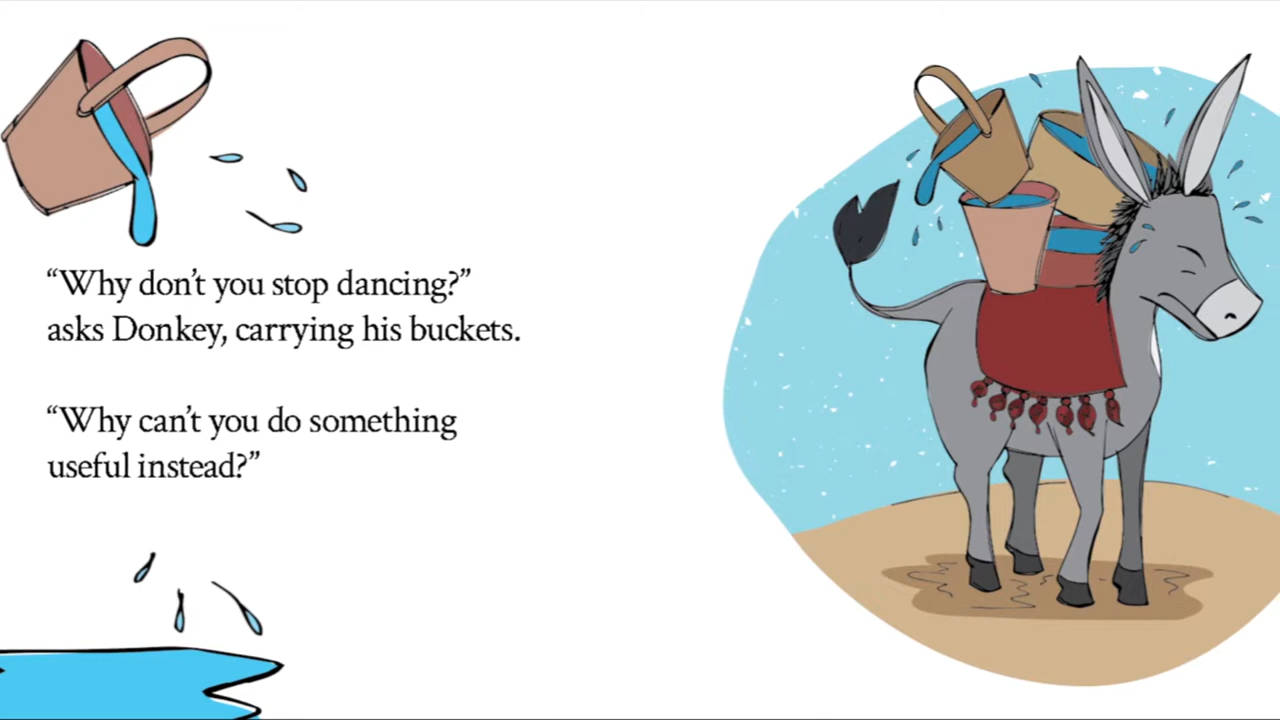 “Why don’t you stop dancing?”
asks Donkey, carrying his buckets.
“Why can’t you do something
useful instead?”